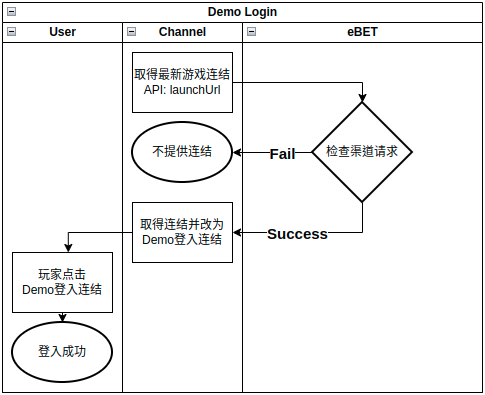 Demo Login
User
Channel
eBET
取得最新游戏连结
API: launchUrl
不提供连结
Fail
检查渠道请求
取得连结并改为
Demo登入连结
Success
玩家点击
Demo登入连结
登入成功